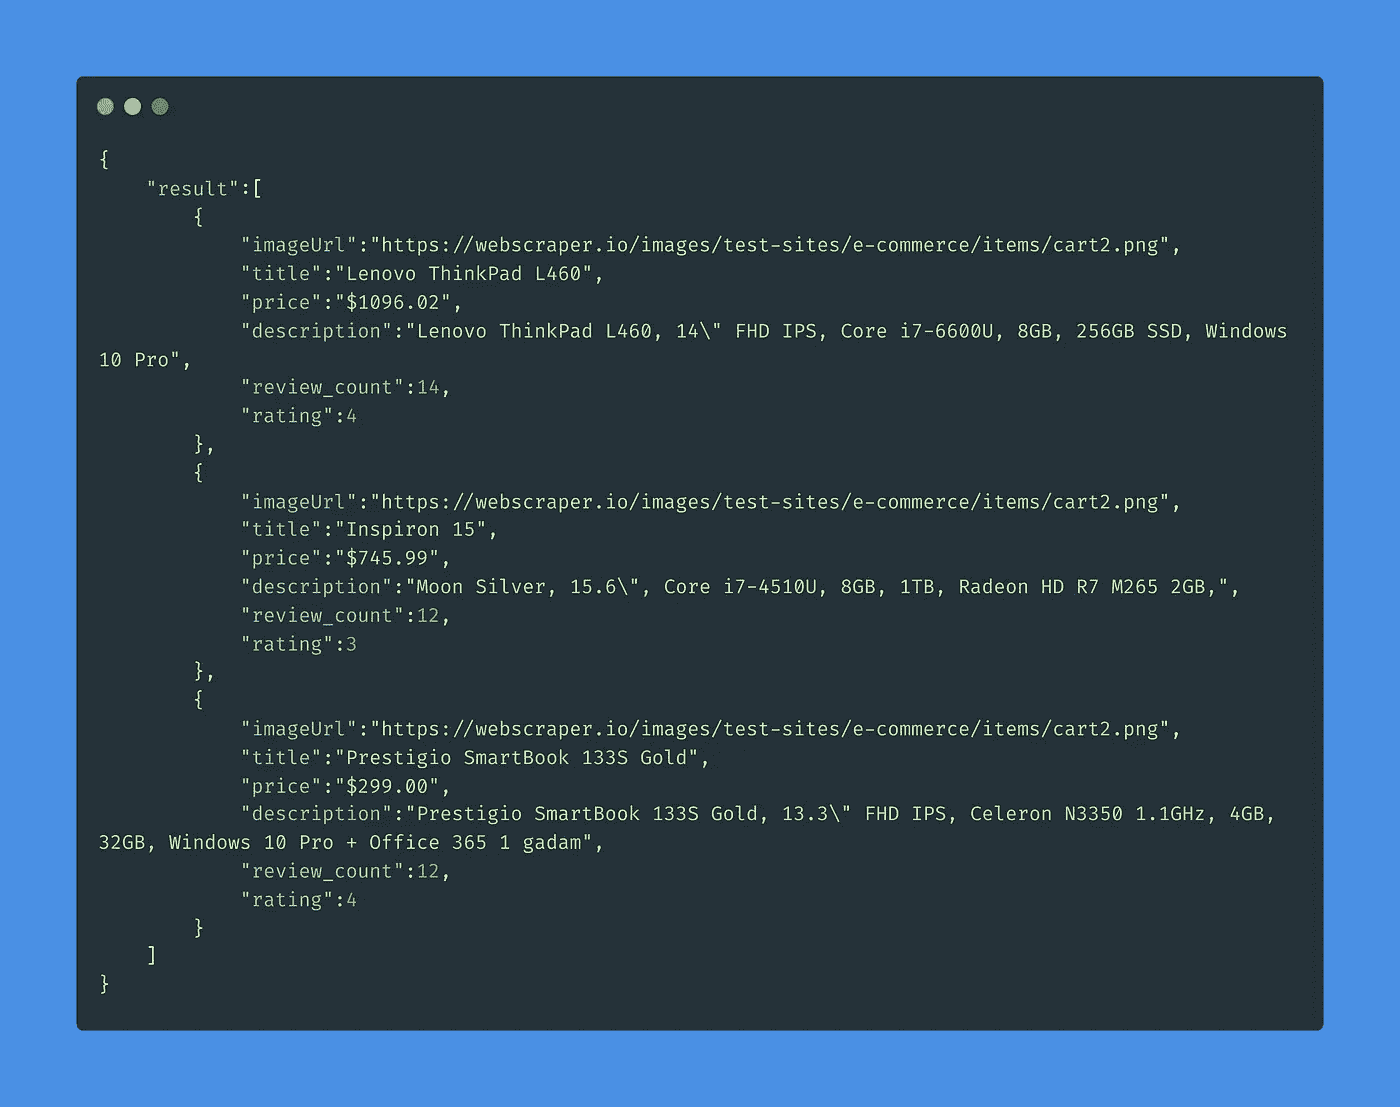 {
    "result":[
        {
            "imageUrl":"https://webscraper.io/images/test-sites/e-commerce/items/cart2.png",
            "title":"Lenovo ThinkPad L460",
            "price":"$1096.02",
            "description":"Lenovo ThinkPad L460, 14\" FHD IPS, Core i7-6600U, 8GB, 256GB SSD, Windows
10 Pro",
            "review_count":14,
            "rating":4
        },
        {
            "imageUrl":"https://webscraper.io/images/test-sites/e-commerce/items/cart2.png",
            "title":"Inspiron 15",
            "price":"$745.99",
            "description":"Moon Silver, 15.6\", Core i7-4510U, 8GB, 1TB, Radeon HD R7 M265 2GB,",
            "review_count":12,
            "rating":3
        },
        {
            "imageUrl":"https://webscraper.io/images/test-sites/e-commerce/items/cart2.png",
            "title":"Prestigio SmartBook 133S Gold",
            "price":"$299.00",
            "description":"Prestigio SmartBook 133S Gold, 13.3\" FHD IPS, Celeron N3350 1.1GHz, 4GB,
32GB, Windows 10 Pro + Office 365 1 gadam",
            "review_count":12,
            "rating":4
        }
    ]
}